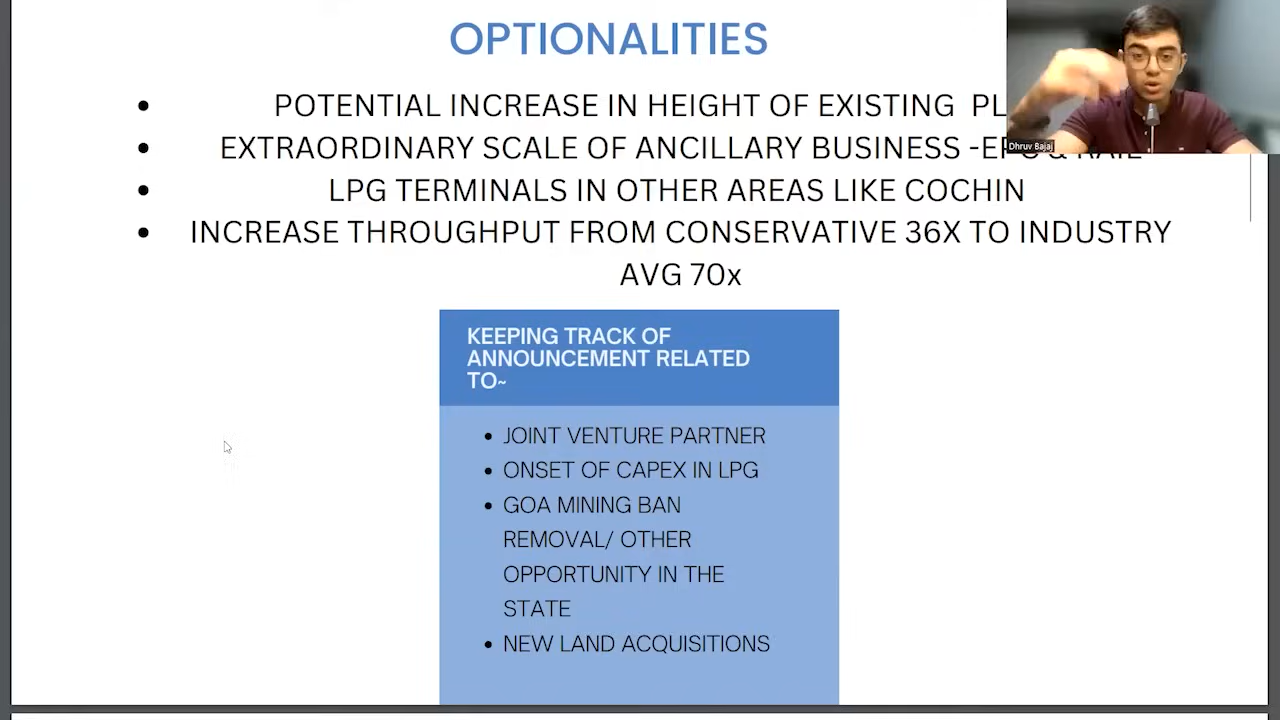 OPTIONALITIES
POTENTIAL INCREASE IN HEIGHT OF EXISTING
EXTRAORDINARY SCALE OF ANCILLARY BUSINESS
LPG TERMINALS IN OTHER AREAS LIKE COCHIN
INCREASE THROUGHPUT FROM CONSERVATIVE 36X TO INDUSTRY
AVG 70x
KEEPING TRACK OF
ANNOUNCEMENT RELATED
TO~
JOINT VENTURE PARTNER
ONSET OF CAPEX IN LPG
GOA MINING BAN
REMOVAL/ OTHER
OPPORTUNITY IN THE
STATE
NEW LAND ACQUISITIONS
Dhruv Bajaj